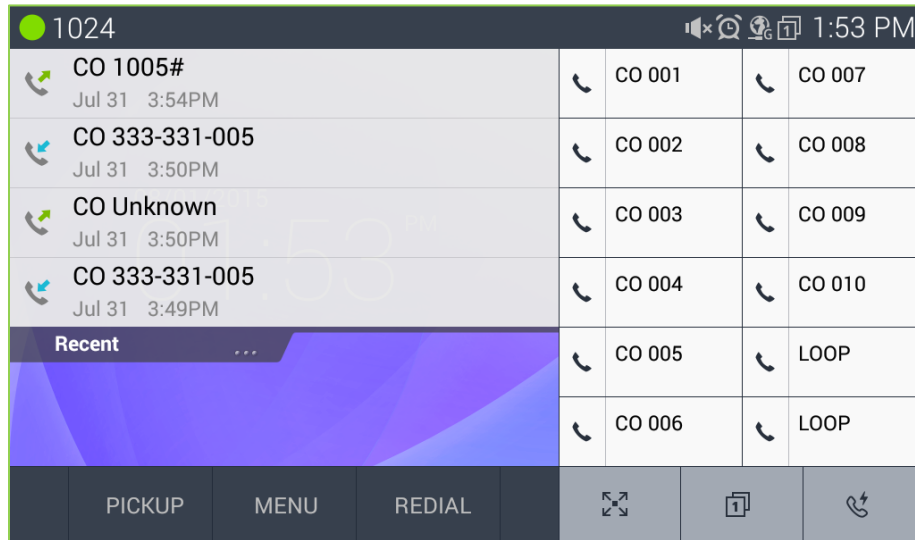 1024
1:53 PM
CO 1005#
Jul 31 3:54PM
CO 333-331-005
Jul 31 3:50PM
CO Unknown
Jul 31 3:50PM
CO 333-331-005
Jul 31 3:49PM
Recent
...
PICKUP
MENU
REDIAL
CO 001
CO 007
CO 002
CO 008
CO 003
CO 009
CO 004
CO 010
CO 005
LOOP
CO 006
LOOP
1